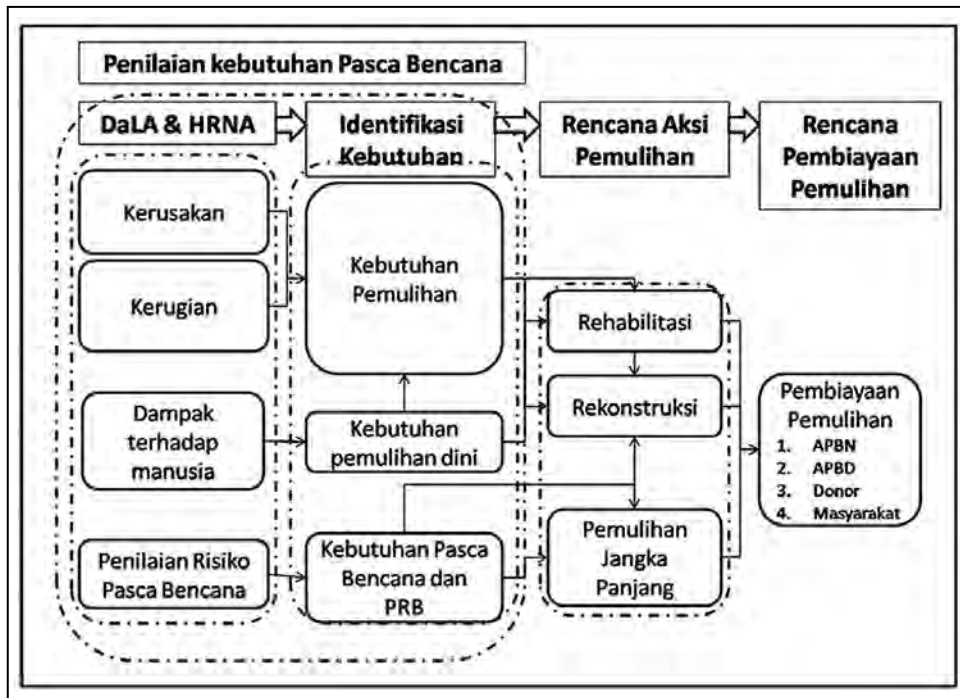 Penilaian kebutuhan Pasca Bencana
DaLA & HRNA
Identifikasi
Kebutuhan
Rencana Aksi
Pemulihan
Rencana
Pembiayaan
Pemulihan
Kerusakan
Kerugian
Dampak
terhadap
manusia
Penilaian Risiko
Pasca Bencana
Kebutuhan
Pemulihan
Kebutuhan
pemulihan dini
Kebutuhan Pasca
Bencana dan
PRB
Rehabilitasi
Rekonstruksi
Pemulihan
Jangka
Panjang
Pembiayaan
Pemulihan
1. APBN
2. APBD
3. Donor
4. Masyarakat